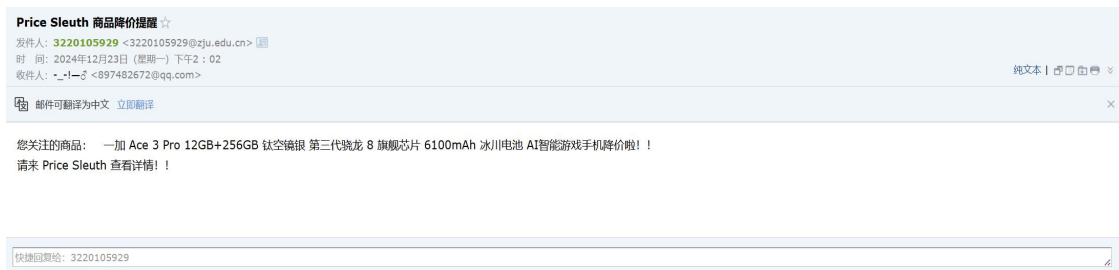 Price Sleuth 商品降价提醒☆
发件人：3220105929 <3220105929@zju.edu.cn>
时 间：2024年12月23日 (星期一) 下午2：02
收件人：-_-!—♂ <897482672@qq.com>
纯文本 |
邮件可翻译为中文 立即翻译
您关注的商品： 一加 Ace 3 Pro 12GB+256GB 钛空镜银 第三代骁龙 8 旗舰芯片 6100mAh 冰川电池 AI智能游戏手机降价啦！！
请来 Price Sleuth 查看详情！！
快捷回复给：3220105929